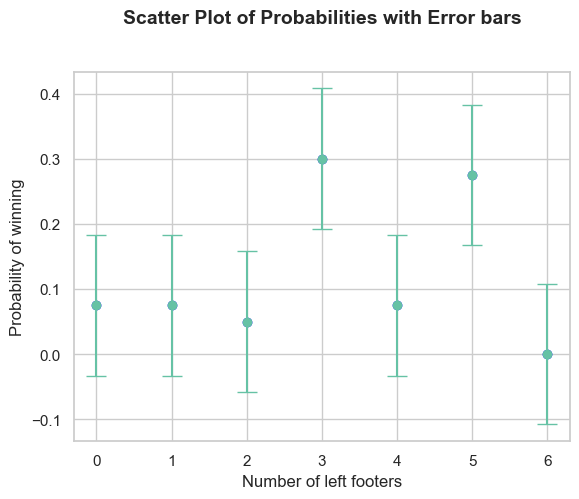 Scatter Plot of Probabilities with Error bars
0.4
0.3
0.2
0.1
0.0
−0.1
Probability of winning
0 1 2 3 4 5 6
Number of left footers